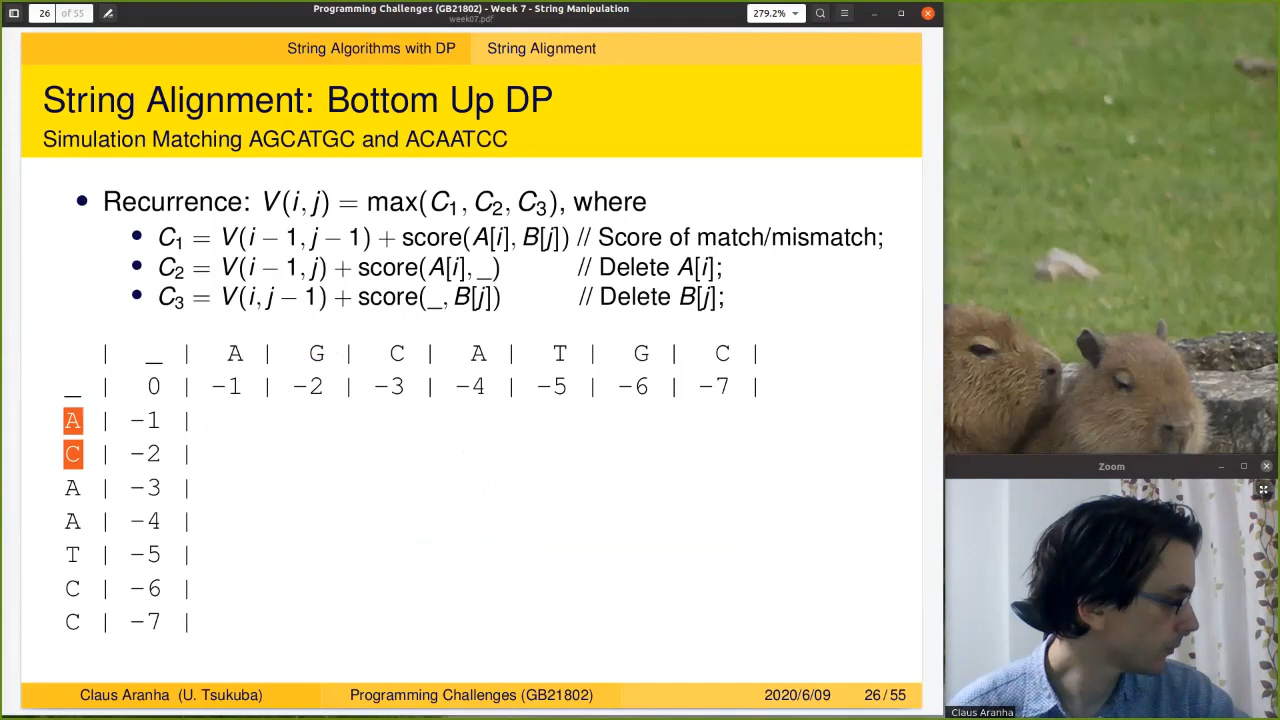 26 of 55
Programming Challenges (GB21802) - Week 7 - String Manipulation
week07.pdf
279.2%
String Algorithms with DP String Alignment
String Alignment: Bottom Up DP
Simulation Matching AGCATGC and ACAATCC
• Recurrence: V(i, j) = max(C₁, C₂, C₃), where
• C₁ = V(i − 1, j − 1) + score(A[i], B[j]) // Score of match/mismatch;
• C₂ = V(i − 1, j) + score(A[i], _) // Delete A[i];
• C₃ = V(i, j − 1) + score(_, B[j]) // Delete B[j];
| _ | A | G | C | A | T | G | C |
_ | 0 | -1 | -2 | -3 | -4 | -5 | -6 | -7 |
A | -1 |
C | -2 |
A | -3 |
A | -4 |
T | -5 |
C | -6 |
C | -7 |
Claus Aranha (U. Tsukuba) Programming Challenges (GB21802) 2020/6/09 26 / 55
Zoom
Claus Aranha